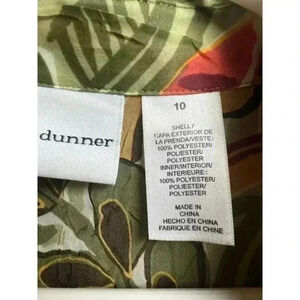 dunner
10
SHELL/
CAPA EXTERIOR DE
LA PRENDA/VESTE:
100% POLYESTER/
POLIESTER/
POLYESTER
INNER/INTERIOR/
INTERIEURE:
100% POLYESTER/
POLIESTER/
POLYESTER
MADE IN
CHINA
HECHO EN CHINA
FABRIQUE EN CHINE